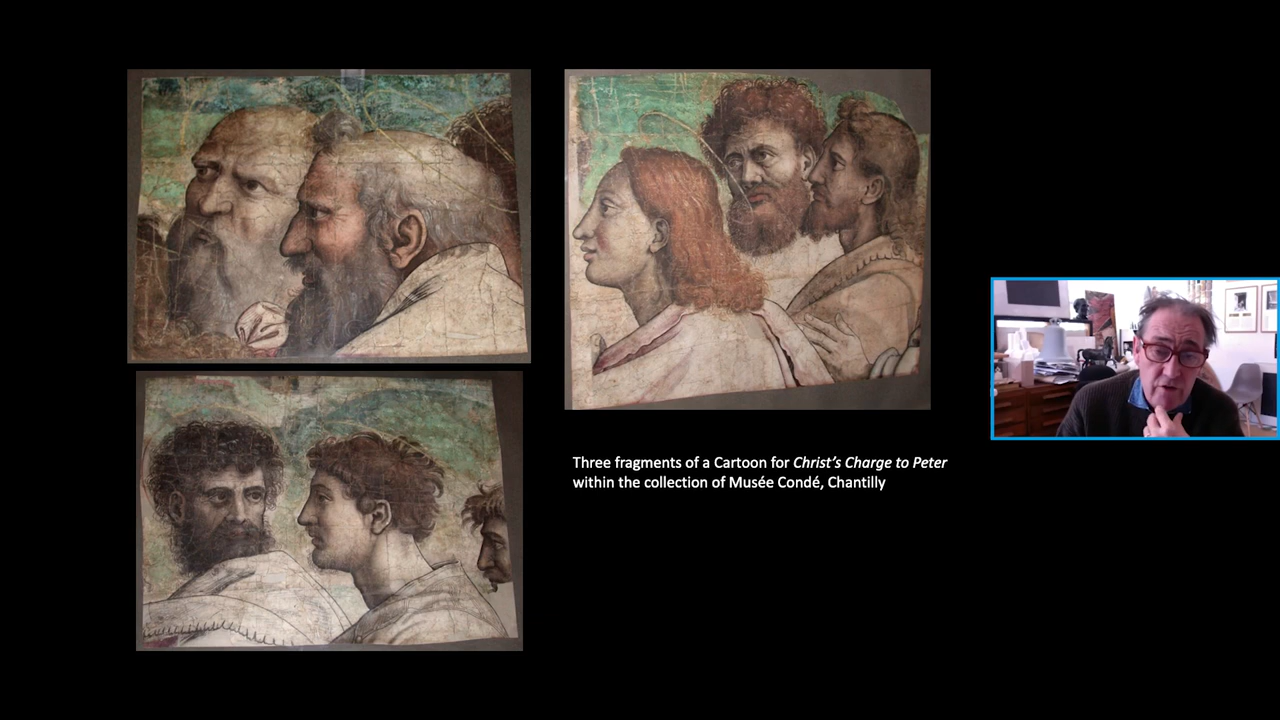 Three fragments of a Cartoon for Christ’s Charge to Peter
within the collection of Musée Condé, Chantilly